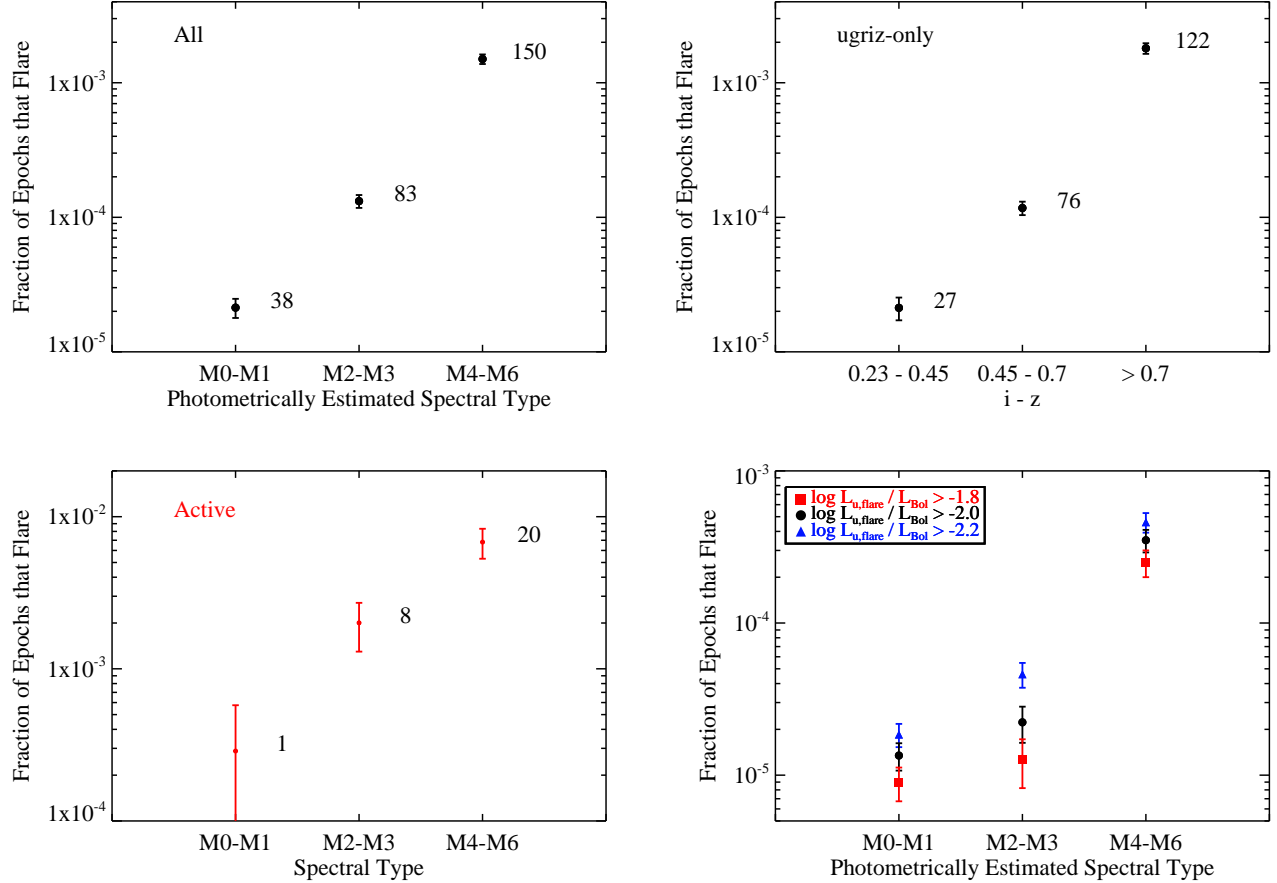 All
150
83
38
1x10-3
1x10-4
1x10-5
Fraction of Epochs that Flare
M0-M1 M2-M3 M4-M6
Photometrically Estimated Spectral Type
ugriz-only
122
76
27
1x10-3
1x10-4
1x10-5
Fraction of Epochs that Flare
0.23 - 0.45 0.45 - 0.7 > 0.7
i - z
Active
20
8
1
1x10-2
1x10-3
1x10-4
Fraction of Epochs that Flare
M0-M1 M2-M3 M4-M6
Spectral Type
log Lu,flare / LBol > -1.8
log Lu,flare / LBol > -2.0
log Lu,flare / LBol > -2.2
10-3
10-4
10-5
Fraction of Epochs that Flare
M0-M1 M2-M3 M4-M6
Photometrically Estimated Spectral Type